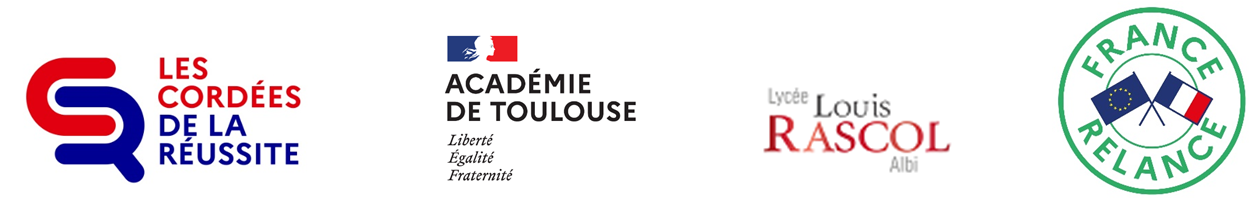 LES
CORDÉES
DE LA
RÉUSSITE
ACADÉMIE
DE TOULOUSE
Liberté
Égalité
Fraternité
Lycée
Louis
RASCOL
Albi
FRANCE
RELANCE